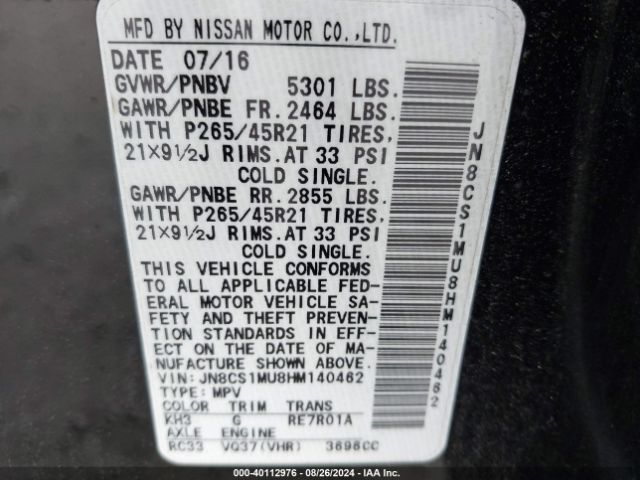 MFD BY NISSAN MOTOR CO.,LTD.
DATE 07/16
GVWR/PNBV 5301 LBS.
GAWR/PNBE FR.2464 LBS.
WITH P265/45R21 TIRES,
21X9½J RIMS.AT 33 PSI
COLD SINGLE.
GAWR/PNBE RR.2855 LBS.
WITH P265/45R21 TIRES,
21X9½J RIMS.AT 33 PSI
COLD SINGLE.
THIS VEHICLE CONFORMS
TO ALL APPLICABLE FED-
ERAL MOTOR VEHICLE SA-
FETY AND THEFT PREVEN-
TION STANDARDS IN EFF-
ECT ON THE DATE OF MA-
NUFACTURE SHOWN ABOVE.
VIN:JN8CS1MU8HM140462
TYPE:MPV
COLOR TRIM TRANS
KH3 G RE7R01A
AXLE ENGINE
RC33 VQ37(VHR) 3696CC
JN8CS1MU8HM140462
000-40112976 - 08/26/2024 - IAAI.COM